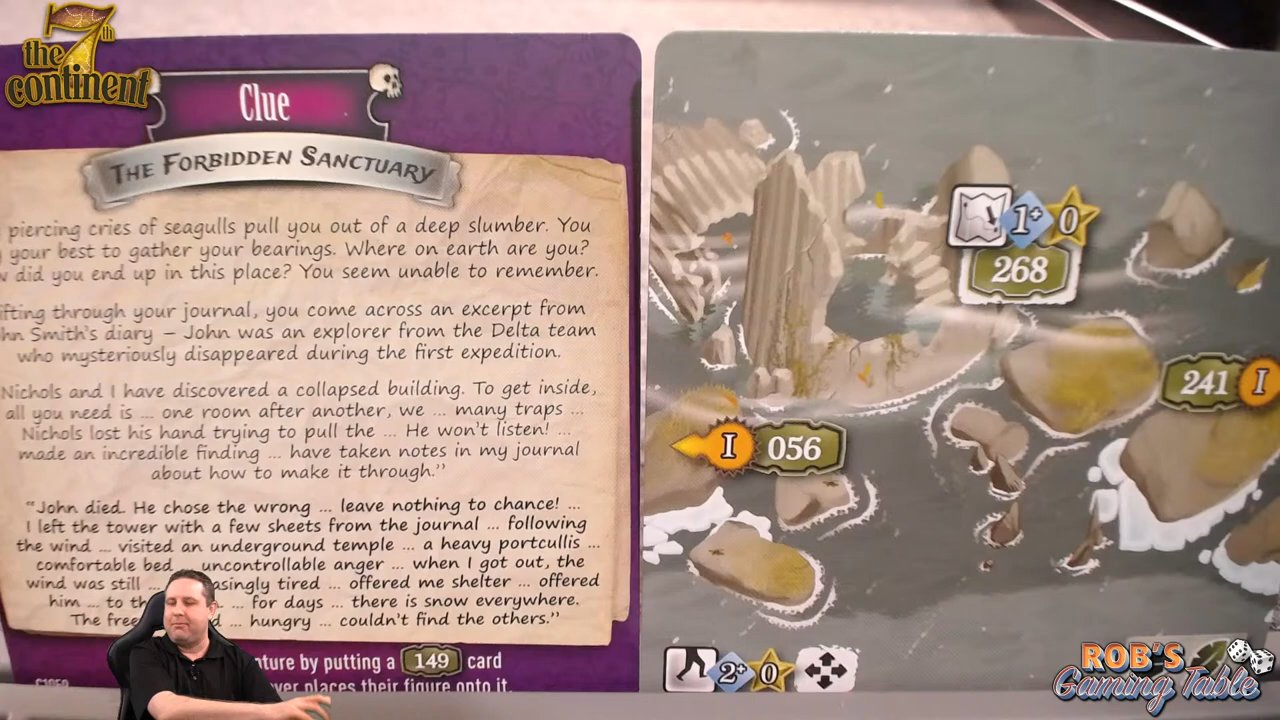 the 7th continent
Clue
THE FORBIDDEN SANCTUARY
piercing cries of seagulls pull you out of a deep slumber. You
your best to gather your bearings. Where on earth are you?
did you end up in this place? You seem unable to remember.
through your journal, you come across an excerpt from
Smith's diary – John was an explorer from the Delta team
who mysteriously disappeared during the first expedition.
Nichols and I have discovered a collapsed building. To get inside,
all you need is ... one room after another, we ... many traps ...
Nichols lost his hand trying to pull the ... He won't listen! ...
made an incredible finding ... have taken notes in my journal
about how to make it through."
"John died. He chose the wrong ... leave nothing to chance! ...
I left the tower with a few sheets from the journal ... following
the wind ... visited an underground temple ... a heavy portcullis ...
comfortable bed ... uncontrollable anger ... when I got out, the
wind was still ... tired ... offered me shelter ... offered
him ... to ... for days ... there is snow everywhere.
The ... hungry ... couldn't find the others."
by putting a 149 card
places their figure onto it.
1+ 0
268
241 I
I 056
2+ 0
ROB'S
Gaming Table